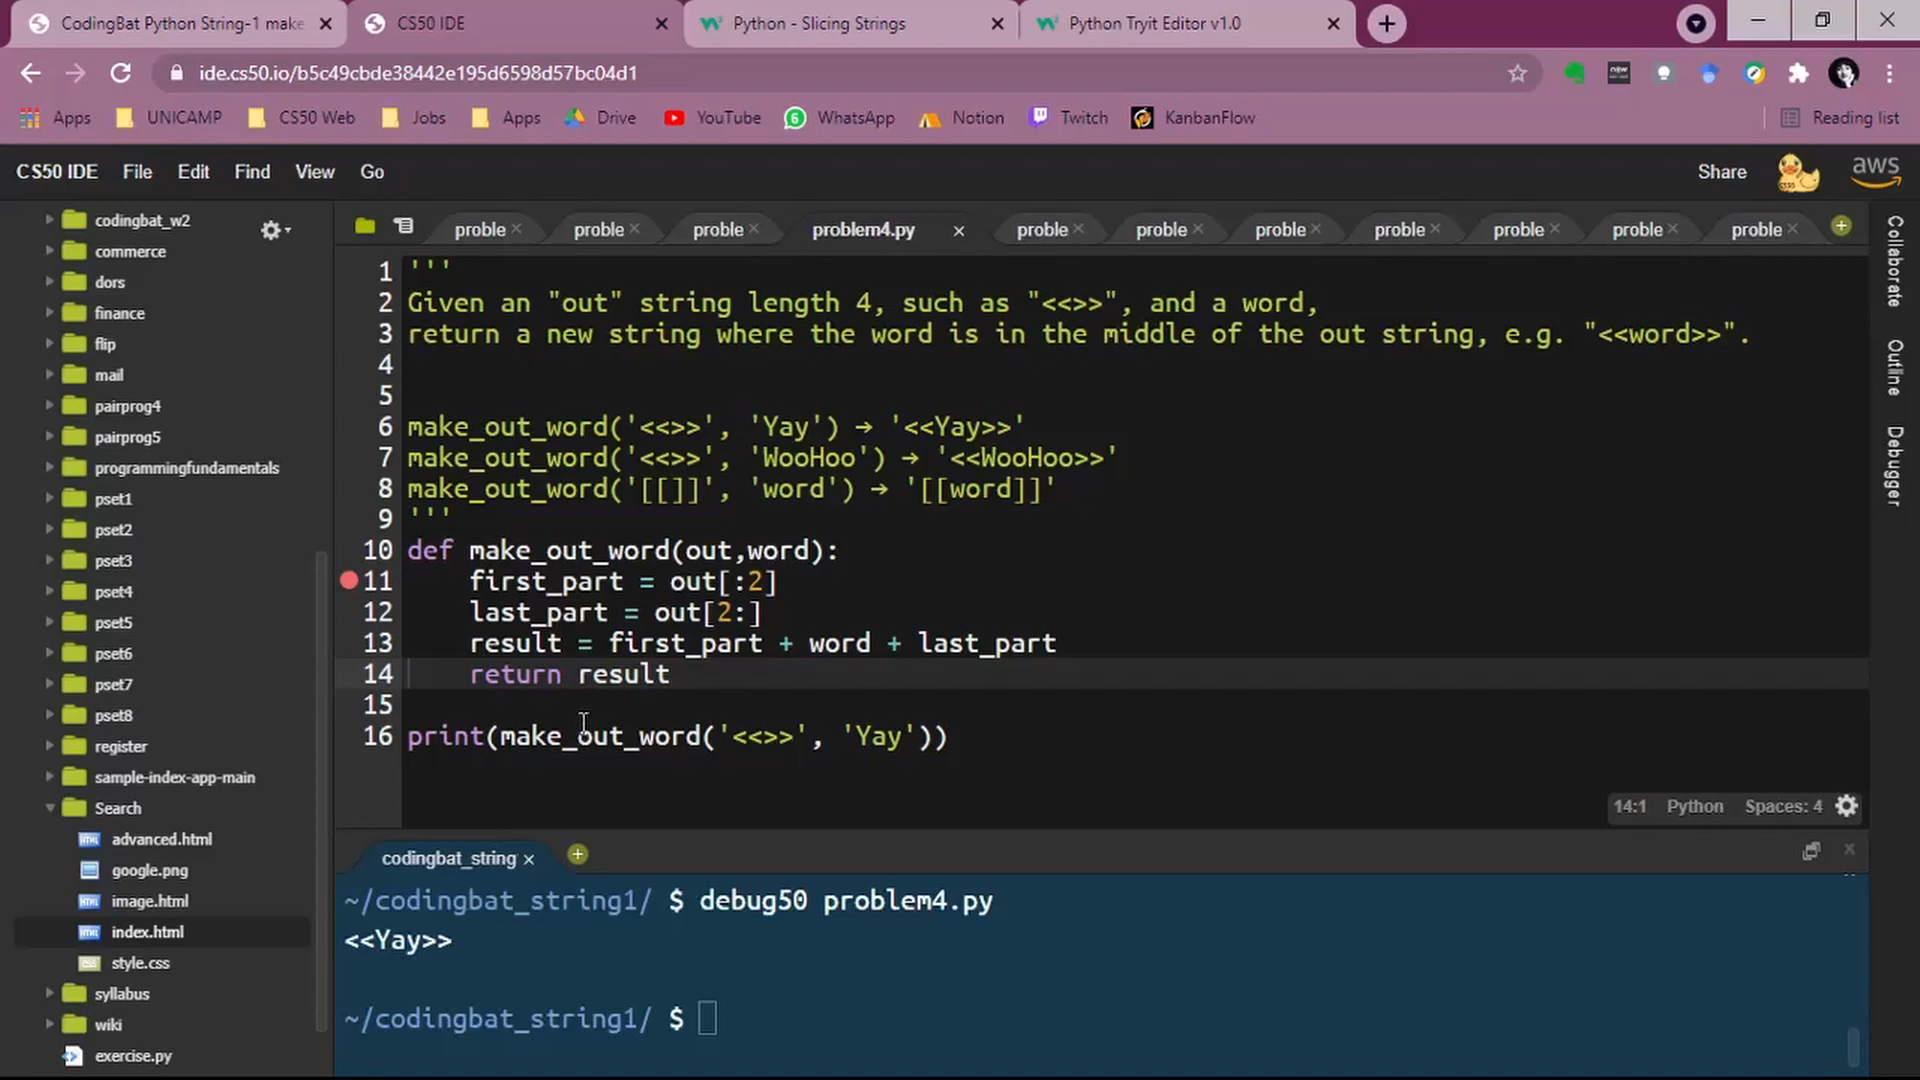 CodingBat Python String-1 make
CS50 IDE
Python - Slicing Strings
Python Tryit Editor v1.0
ide.cs50.io/b5c49cbde38442e195d6598d57bc04d1
new
Apps
UNICAMP
CS50 Web
Jobs
Apps
Drive
YouTube
6
WhatsApp
Notion
Twitch
KanbanFlow
Reading list
CS50 IDE File Edit Find View Go
Share
aws
codingbat_w2
commerce
dors
finance
flip
mail
pairprog4
pairprog5
programmingfundamentals
pset1
pset2
pset3
pset4
pset5
pset6
pset7
pset8
register
sample-index-app-main
Search
advanced.html
google.png
image.html
index.html
style.css
syllabus
wiki
exercise.py
proble
proble
proble
problem4.py
proble
proble
proble
proble
proble
proble
proble
1 '''
2 Given an "out" string length 4, such as "<<>>", and a word,
3 return a new string where the word is in the middle of the out string, e.g. "<<word>>".
4
5
6 make_out_word('<<>>', 'Yay') → '<<Yay>>'
7 make_out_word('<<>>', 'WooHoo') → '<<WooHoo>>'
8 make_out_word('[[]]', 'word') → '[[word]]'
9 '''
10 def make_out_word(out,word):
11     first_part = out[:2]
12     last_part = out[2:]
13     result = first_part + word + last_part
14     return result
15
16 print(make_out_word('<<>>', 'Yay'))
14:1 Python Spaces: 4
Collaborate
Outline
Debugger
codingbat_string
~/codingbat_string1/ $ debug50 problem4.py
<<Yay>>
~/codingbat_string1/ $